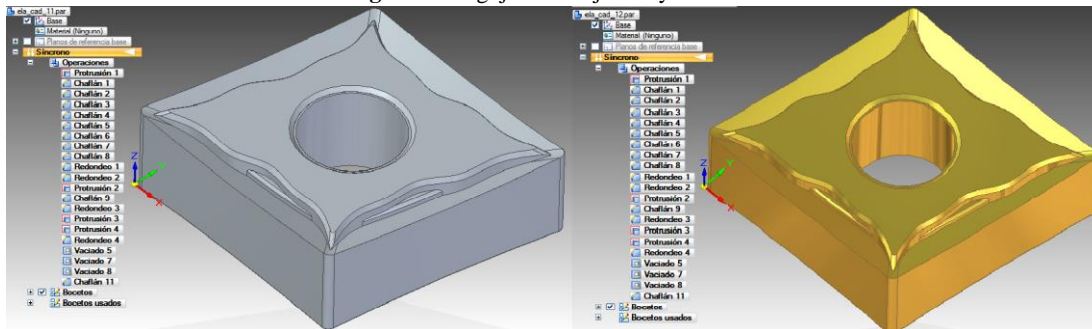 ela_cad_11.par
Base
Material (Ninguno)
Planos de referencia base
Síncrono
Operaciones
Protrusión 1
Chaflán 1
Chaflán 2
Chaflán 3
Chaflán 4
Chaflán 5
Chaflán 6
Chaflán 7
Chaflán 8
Redondeo 1
Redondeo 2
Protrusión 2
Chaflán 9
Redondeo 3
Protrusión 3
Protrusión 4
Redondeo 4
Vaciado 5
Vaciado 7
Vaciado 8
Chaflán 11
Bocetos
Bocetos usados
Z
Y
X
ela_cad_12.par
Base
Material (Ninguno)
Planos de referencia base
Síncrono
Operaciones
Protrusión 1
Chaflán 1
Chaflán 2
Chaflán 3
Chaflán 4
Chaflán 5
Chaflán 6
Chaflán 7
Chaflán 8
Redondeo 1
Redondeo 2
Protrusión 2
Chaflán 9
Redondeo 3
Protrusión 3
Protrusión 4
Redondeo 4
Vaciado 5
Vaciado 7
Vaciado 8
Chaflán 11
Bocetos
Bocetos usados
Z
Y
X